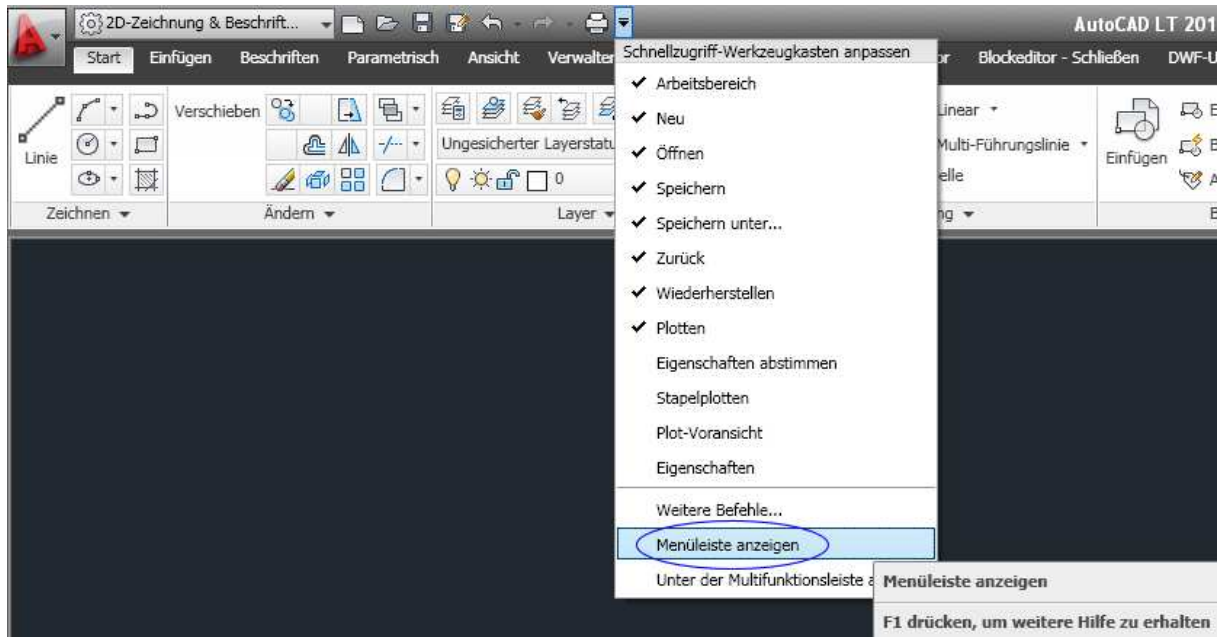 2D-Zeichnung & Beschrift...
AutoCAD LT 201
Start Einfügen Beschriften Parametrisch Ansicht Verwalten Blockeditor - Schließen DWF-U
Schnellzugriff-Werkzeugkasten anpassen
Arbeitsbereich
Neu
Öffnen
Speichern
Speichern unter...
Zurück
Wiederherstellen
Plotten
Eigenschaften abstimmen
Stapelplotten
Plot-Voransicht
Eigenschaften
Weitere Befehle...
Menüleiste anzeigen
Unter der Multifunktionsleiste a
Linie
Verschieben
Ungesicherter Layerstatu
0
Linear
Multi-Führungslinie
elle
Einfügen
Zeichnen
Ändern
Layer
ng
Menüleiste anzeigen
F1 drücken, um weitere Hilfe zu erhalten